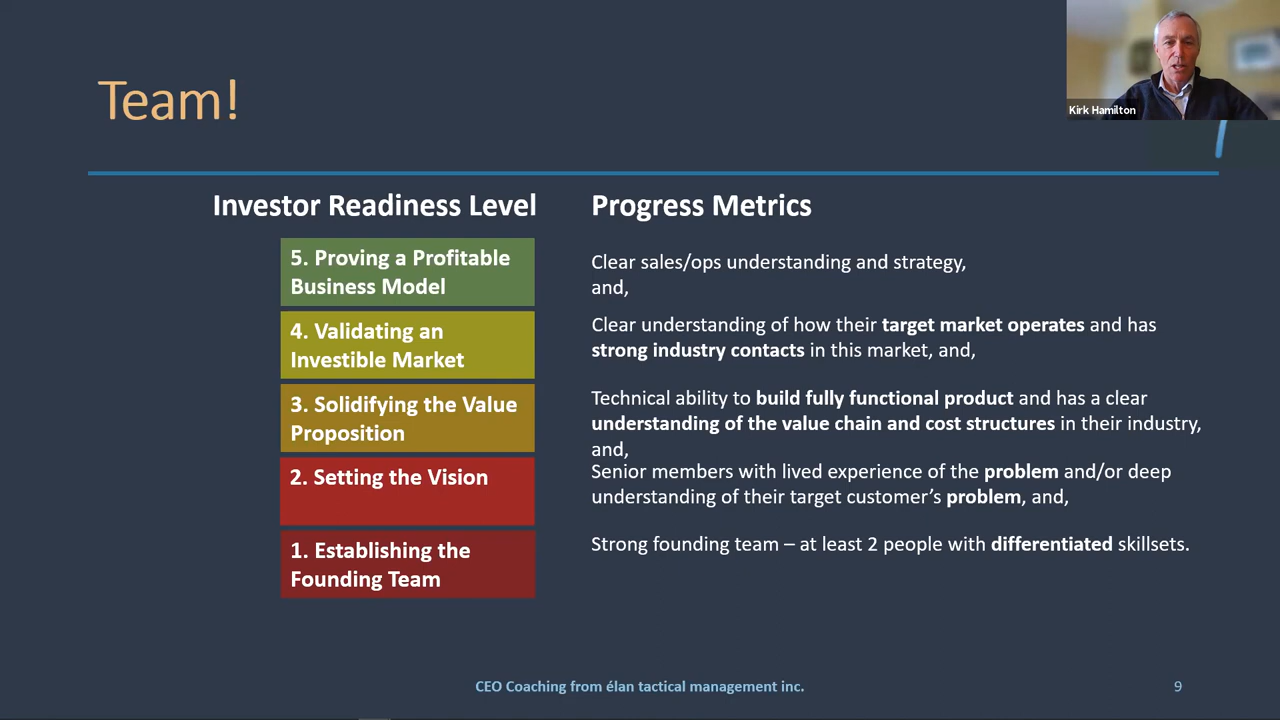 Team!
Kirk Hamilton
Investor Readiness Level
Progress Metrics
5. Proving a Profitable
Business Model
Clear sales/ops understanding and strategy,
and,
4. Validating an
Investible Market
Clear understanding of how their target market operates and has
strong industry contacts in this market, and,
3. Solidifying the Value
Proposition
Technical ability to build fully functional product and has a clear
understanding of the value chain and cost structures in their industry,
and,
2. Setting the Vision
Senior members with lived experience of the problem and/or deep
understanding of their target customer’s problem, and,
1. Establishing the
Founding Team
Strong founding team – at least 2 people with differentiated skillsets.
CEO Coaching from élan tactical management inc.
9